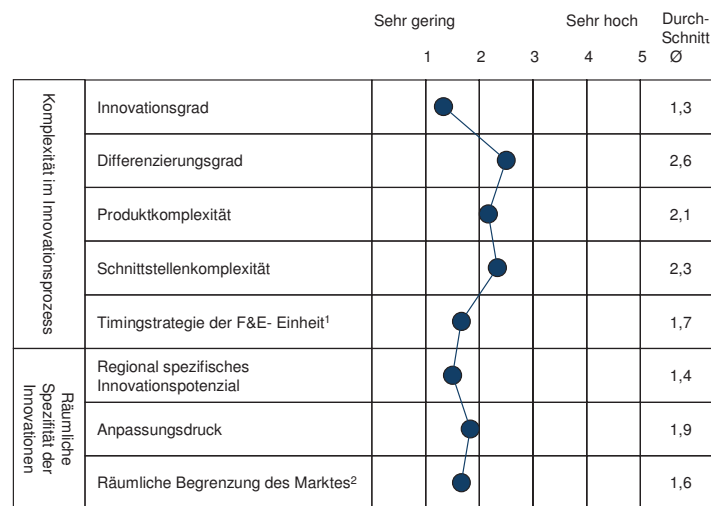 Sehr gering Sehr hoch Durch-
Schnitt
1 2 3 4 5 Ø
Komplexität im Innovationsprozess
Innovationsgrad 1,3
Differenzierungsgrad 2,6
Produktkomplexität 2,1
Schnittstellenkomplexität 2,3
Timingstrategie der F&E- Einheit¹ 1,7
Räumliche
Spezifität der
Innovationen
Regional spezifisches
Innovationspotenzial 1,4
Anpassungsdruck 1,9
Räumliche Begrenzung des Marktes² 1,6